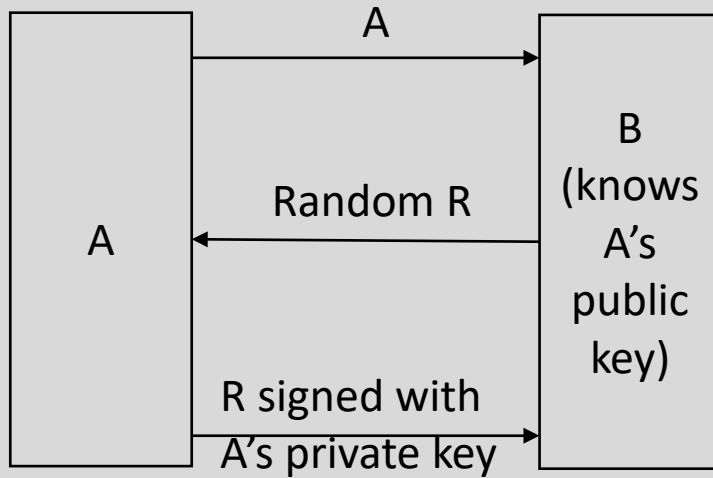 A
A
Random R
R signed with
A’s private key
B
(knows
A’s
public
key)